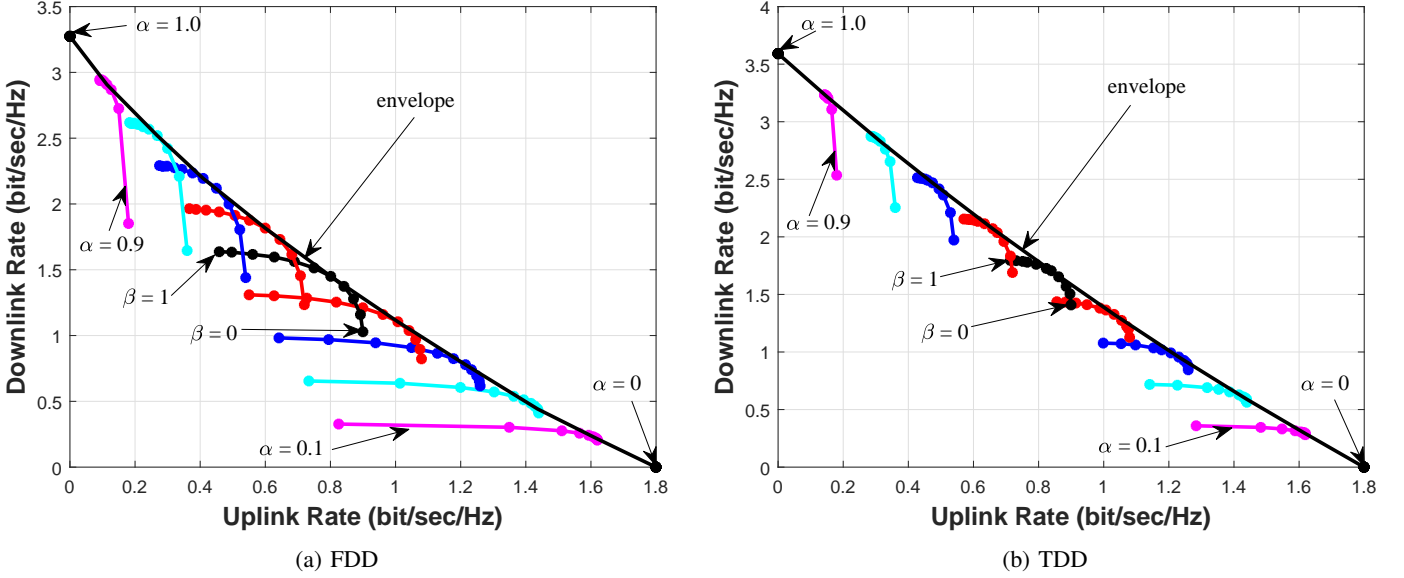 3.5
3
2.5
2
1.5
1
0.5
0
Downlink Rate (bit/sec/Hz)
α = 1.0
envelope
α = 0.9
β = 1
β = 0
α = 0
α = 0.1
0 0.2 0.4 0.6 0.8 1 1.2 1.4 1.6 1.8
Uplink Rate (bit/sec/Hz)
(a) FDD
4
3.5
3
2.5
2
1.5
1
0.5
0
Downlink Rate (bit/sec/Hz)
α = 1.0
envelope
α = 0.9
β = 1
β = 0
α = 0
α = 0.1
0 0.2 0.4 0.6 0.8 1 1.2 1.4 1.6 1.8
Uplink Rate (bit/sec/Hz)
(b) TDD